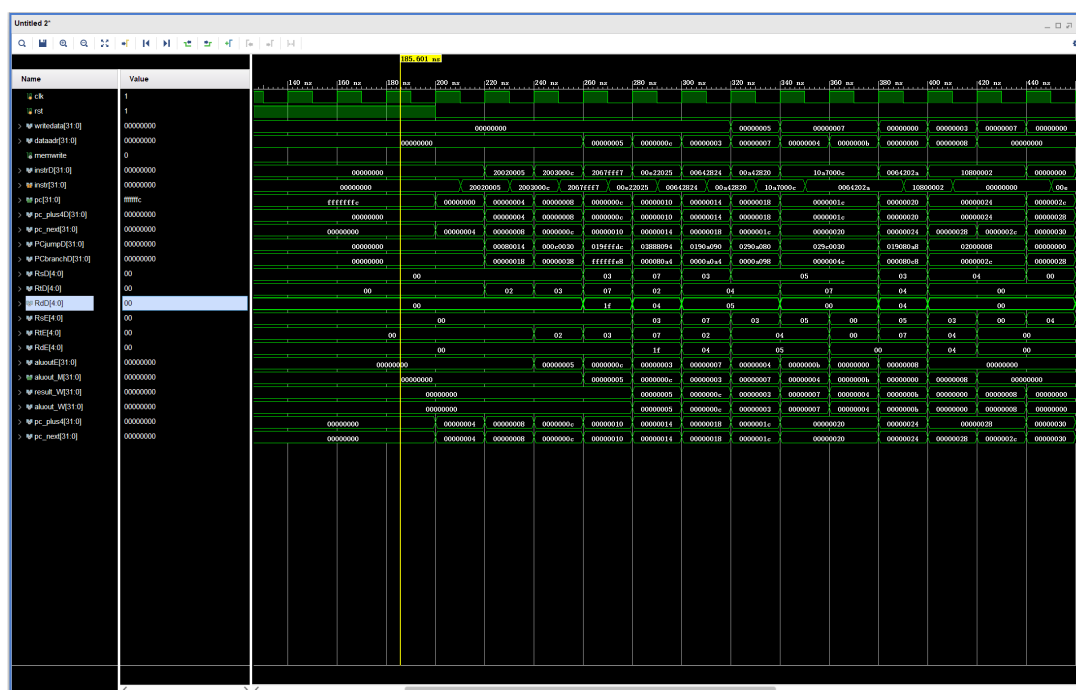 Untitled 2*
185.601 ns
Name Value
140 ns 160 ns 180 ns 200 ns 220 ns 240 ns 260 ns 280 ns 300 ns 320 ns 340 ns 360 ns 380 ns 400 ns 420 ns 440
clk 1
rst 1
writedata[31:0] 00000000 00000000 00000005 00000007 00000000 00000003 00000007 00000000
dataadr[31:0] 00000000 00000000 00000005 0000000c 00000003 00000007 00000004 0000000b 00000000 00000008 00000000
memwrite 0
instrD[31:0] 00000000 00000000 20020005 2003000c 2067fff7 00e22025 00642824 00a42820 10a7000c 0064202a 10800002 00000000
instr[31:0] 00000000 00000000 20020005 2003000c 2067fff7 00e22025 00642824 00a42820 10a7000c 0064202a 10800002 00000000 00e
pc[31:0] fffffffc fffffffc 00000000 00000004 00000008 0000000c 00000010 00000014 00000018 0000001c 00000020 00000024 0000002c
pc_plus4D[31:0] 00000000 00000000 00000004 00000008 0000000c 00000010 00000014 00000018 0000001c 00000020 00000024 00000028
pc_next[31:0] 00000000 00000000 00000004 00000008 0000000c 00000010 00000014 00000018 0000001c 00000020 00000024 00000028 0000002c 00000030
PCjumpD[31:0] 00000000 00000000 00080014 000c0030 019fffdc 03888094 0190a090 0290a080 029c0030 019080a8 02000008 00000000
PCbranchD[31:0] 00000000 00000000 00000018 00000038 ffffffe8 000080a4 0000a0a4 0000a098 0000004c 000080c8 0000002c 00000028
RsD[4:0] 00 00 03 07 03 05 03 04 00
RtD[4:0] 00 00 02 03 07 02 04 07 04 00
RdD[4:0] 00 00 1f 04 05 00 04 00
RsE[4:0] 00 00 03 07 03 05 00 05 03 00 04
RtE[4:0] 00 00 02 03 07 02 04 00 07 04 00
RdE[4:0] 00 00 1f 04 05 00 04 00
aluoutE[31:0] 00000000 00000000 00000005 0000000c 00000003 00000007 00000004 0000000b 00000000 00000008 00000000
aluout_M[31:0] 00000000 00000000 00000005 0000000c 00000003 00000007 00000004 0000000b 00000000 00000008 00000000
result_W[31:0] 00000000 00000000 00000005 0000000c 00000003 00000007 00000004 0000000b 00000000 00000008 00000000
aluout_W[31:0] 00000000 00000000 00000005 0000000c 00000003 00000007 00000004 0000000b 00000000 00000008 00000000
pc_plus4[31:0] 00000000 00000000 00000004 00000008 0000000c 00000010 00000014 00000018 0000001c 00000020 00000024 00000028 00000030
pc_next[31:0] 00000000 00000000 00000004 00000008 0000000c 00000010 00000014 00000018 0000001c 00000020 00000024 00000028 0000002c 00000030